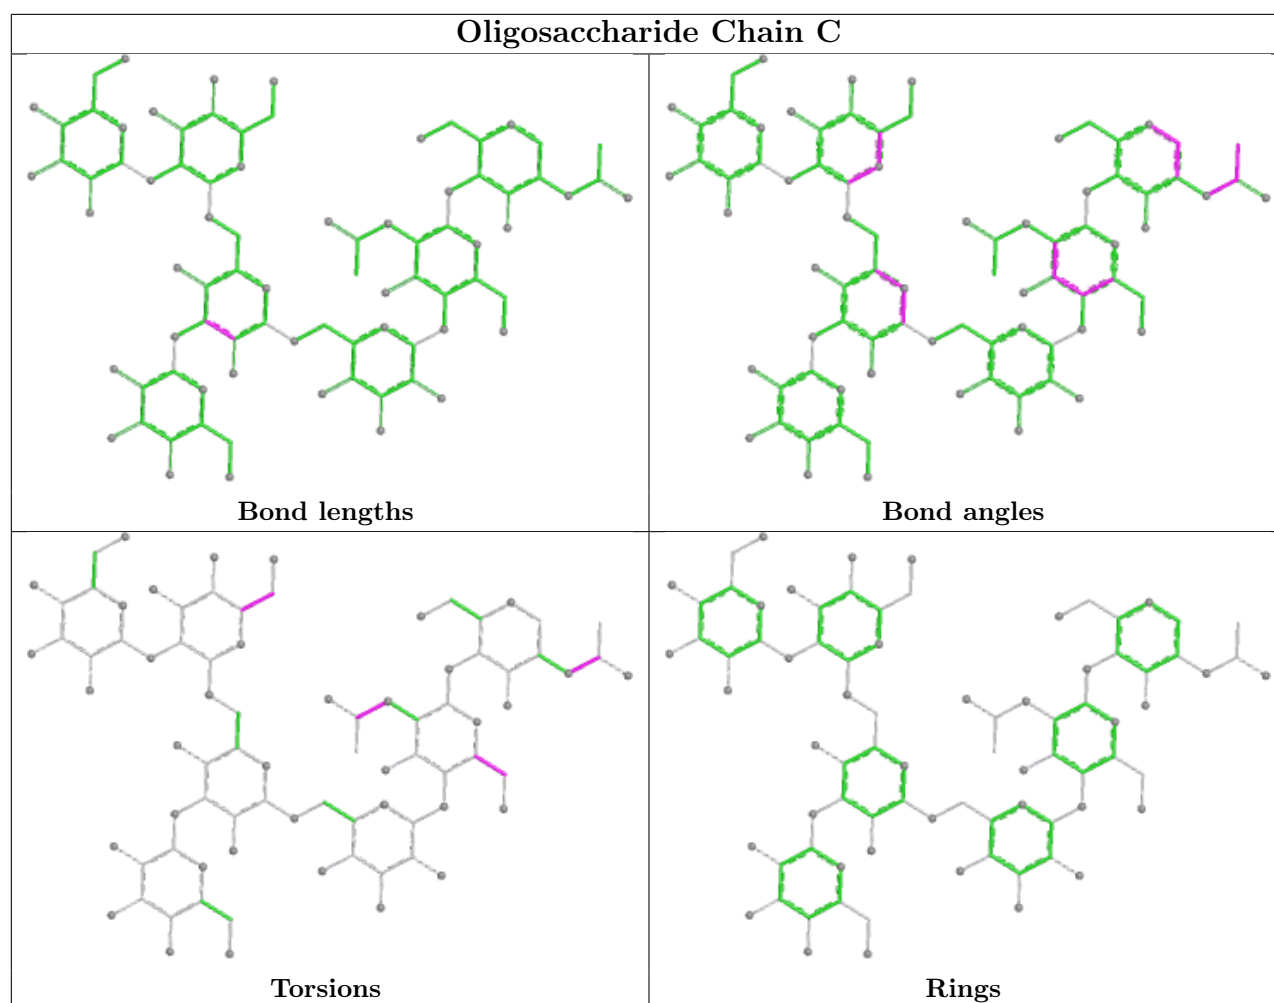 Oligosaccharide Chain C
Bond lengths
Bond angles
Torsions
Rings